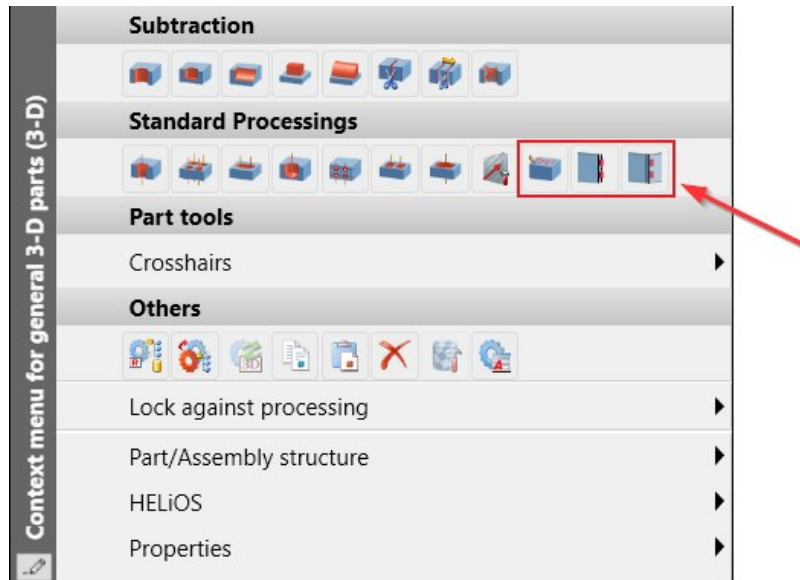 Subtraction
Standard Processings
Part tools
Crosshairs
Others
Lock against processing
Part/Assembly structure
HELiOS
Properties
Context menu for general 3-D parts (3-D)